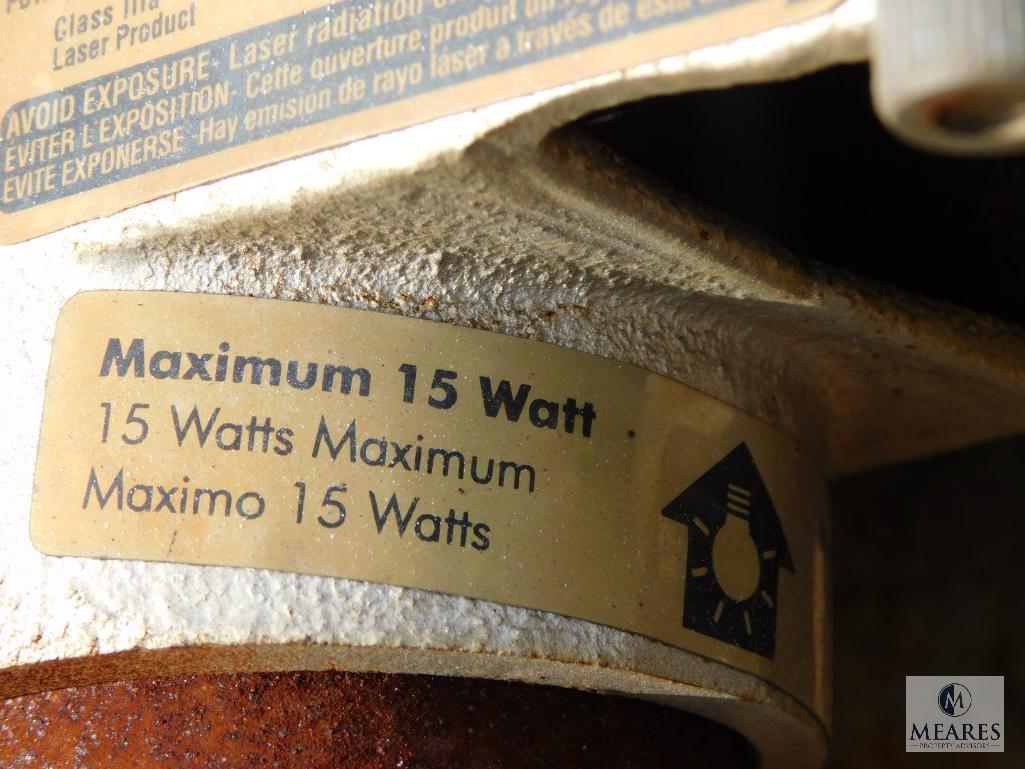 Class IIIa
Laser Product
AVOID EXPOSURE- Laser radiation
EVITER L'EXPOSITION- Cette ouverture produit un
EVITE EXPONERSE- Hay emisión de rayo láser a través de esta
Maximum 15 Watt
15 Watts Maximum
Maximo 15 Watts
M
MEARES
PROPERTY ADVISORS